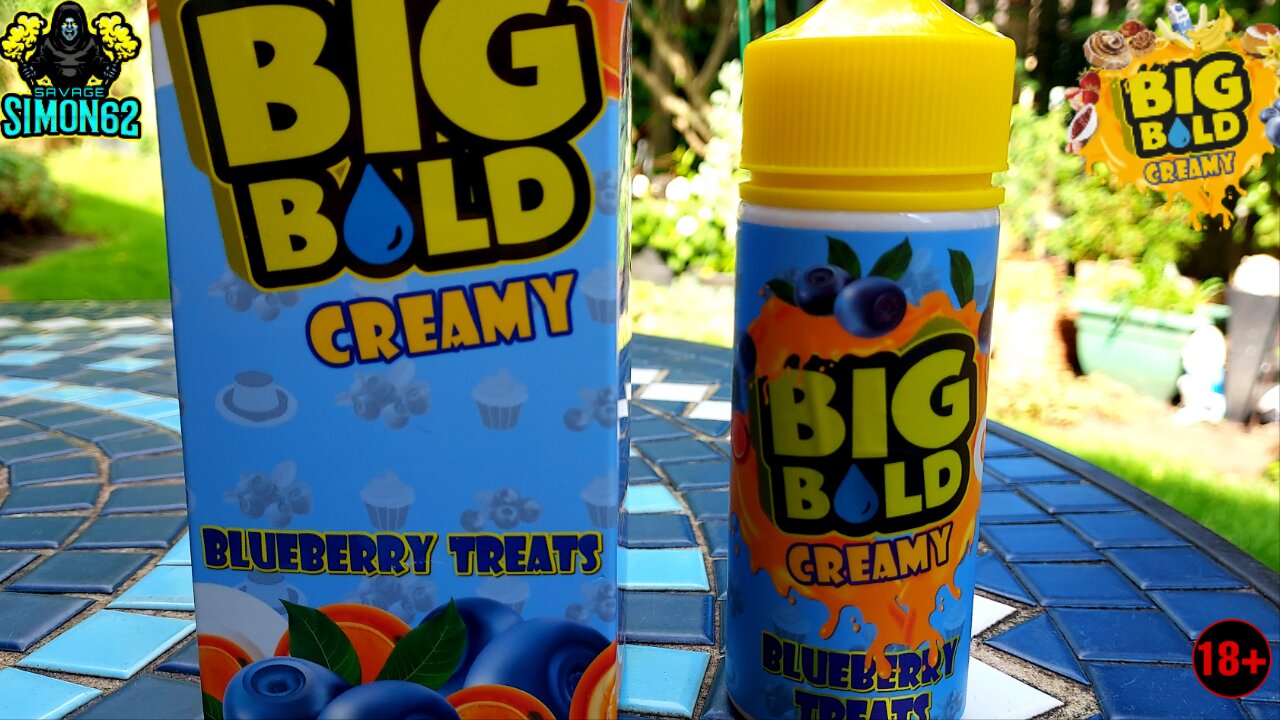 SAVAGE
SIMON62
BIG
BOLD
CREAMY
BLUEBERRY TREATS
BIG
BOLD
CREAMY
BLUEBERRY
TREATS
BIG
BOLD
CREAMY
18+